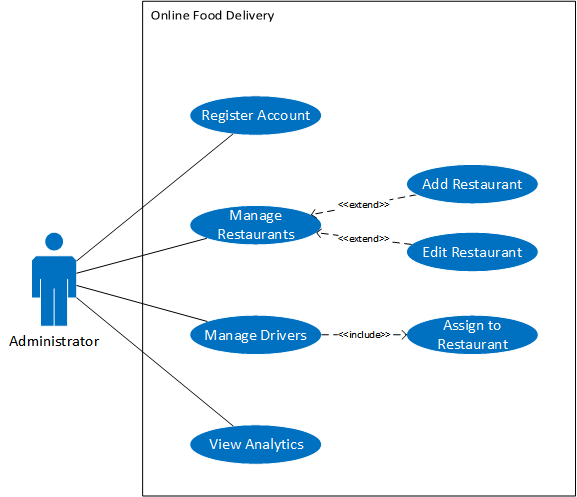 Online Food Delivery
Register Account
Add Restaurant
<<extend>>
Manage
Restaurants
<<extend>>
Edit Restaurant
Administrator
Manage Drivers
<<include>>
Assign to
Restaurant
View Analytics